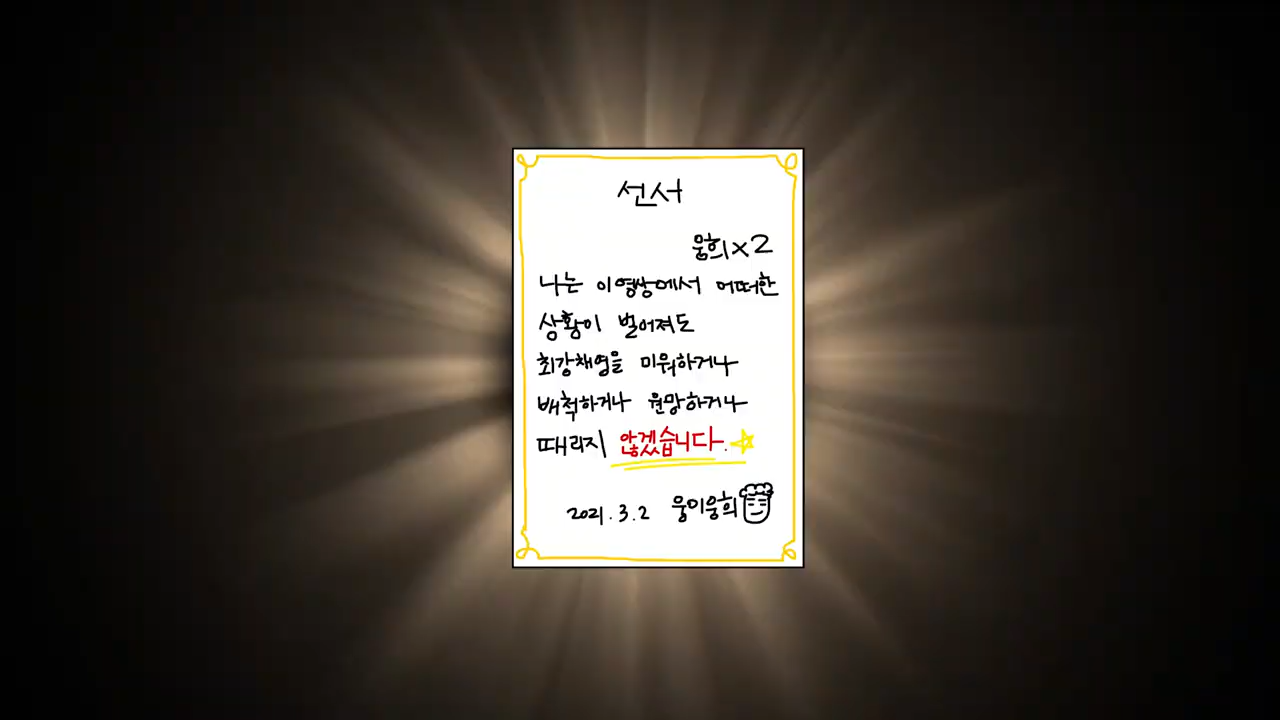 선서
웅희x2
나는 이영쌍에서 어떠한
상황이 벌어져도
최강채영을 미워하거나
배척하거나 원망하거나
때리지 않겠습니다.
2021.3.2 웅이웅희